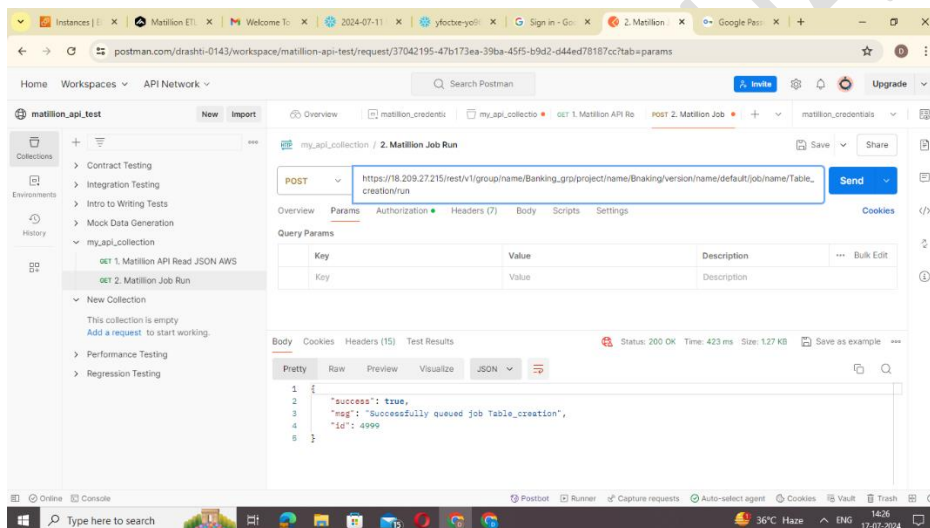 Instances | E
Matillion ETL
Welcome To
2024-07-11
yfoctxe-yo9
Sign in - Goo
2. Matillion
Google Pass
postman.com/drashti-0143/workspace/matillion-api-test/request/37042195-47b173ea-39ba-45f5-b9d2-d44ed78187cc?tab=params
Home Workspaces API Network Search Postman Invite Upgrade
matillion_api_test New Import Overview matillion_credentia my_api_collectio GET 1. Matillion API Re POST 2. Matillion Job matillion_credentials
Collections
Environments
History
Contract Testing
Integration Testing
Intro to Writing Tests
Mock Data Generation
my_api_collection
GET 1. Matillion API Read JSON AWS
GET 2. Matillion Job Run
New Collection
This collection is empty
Add a request to start working.
Performance Testing
Regression Testing
HTTP my_api_collection / 2. Matillion Job Run Save Share
POST https://18.209.27.215/rest/v1/group/name/Banking_grp/project/name/Bnaking/version/name/default/job/name/Table_
creation/run Send
Overview Params Authorization Headers (7) Body Scripts Settings Cookies
Query Params
Key Value Description Bulk Edit
Key Value Description
Body Cookies Headers (15) Test Results Status: 200 OK Time: 423 ms Size: 1.27 KB Save as example
Pretty Raw Preview Visualize JSON
1 {
2 "success": true,
3 "msg": "Successfully queued job Table_creation",
4 "id": 4999
5 }
Online Console Postbot Runner Capture requests Auto-select agent Cookies Vault Trash
Type here to search 15 36°C Haze ENG 14:26
17-07-2024